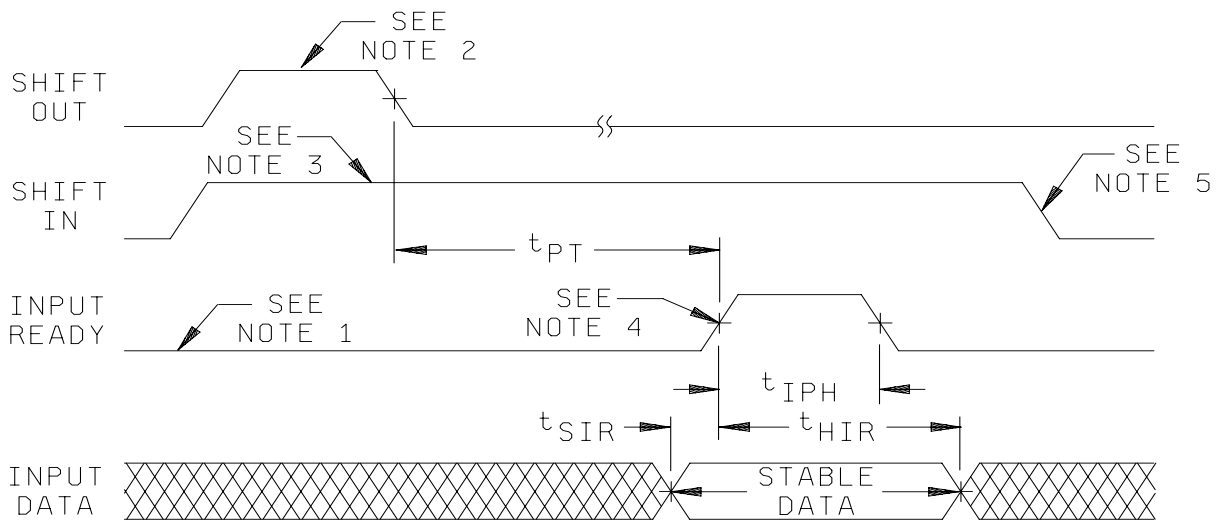 SEE
NOTE 2
SHIFT
OUT
SEE
NOTE 3
SEE
NOTE 5
SHIFT
IN
tPT
INPUT
READY
SEE
NOTE 1
SEE
NOTE 4
tIPH
tSIR
tHIR
INPUT
DATA
STABLE
DATA